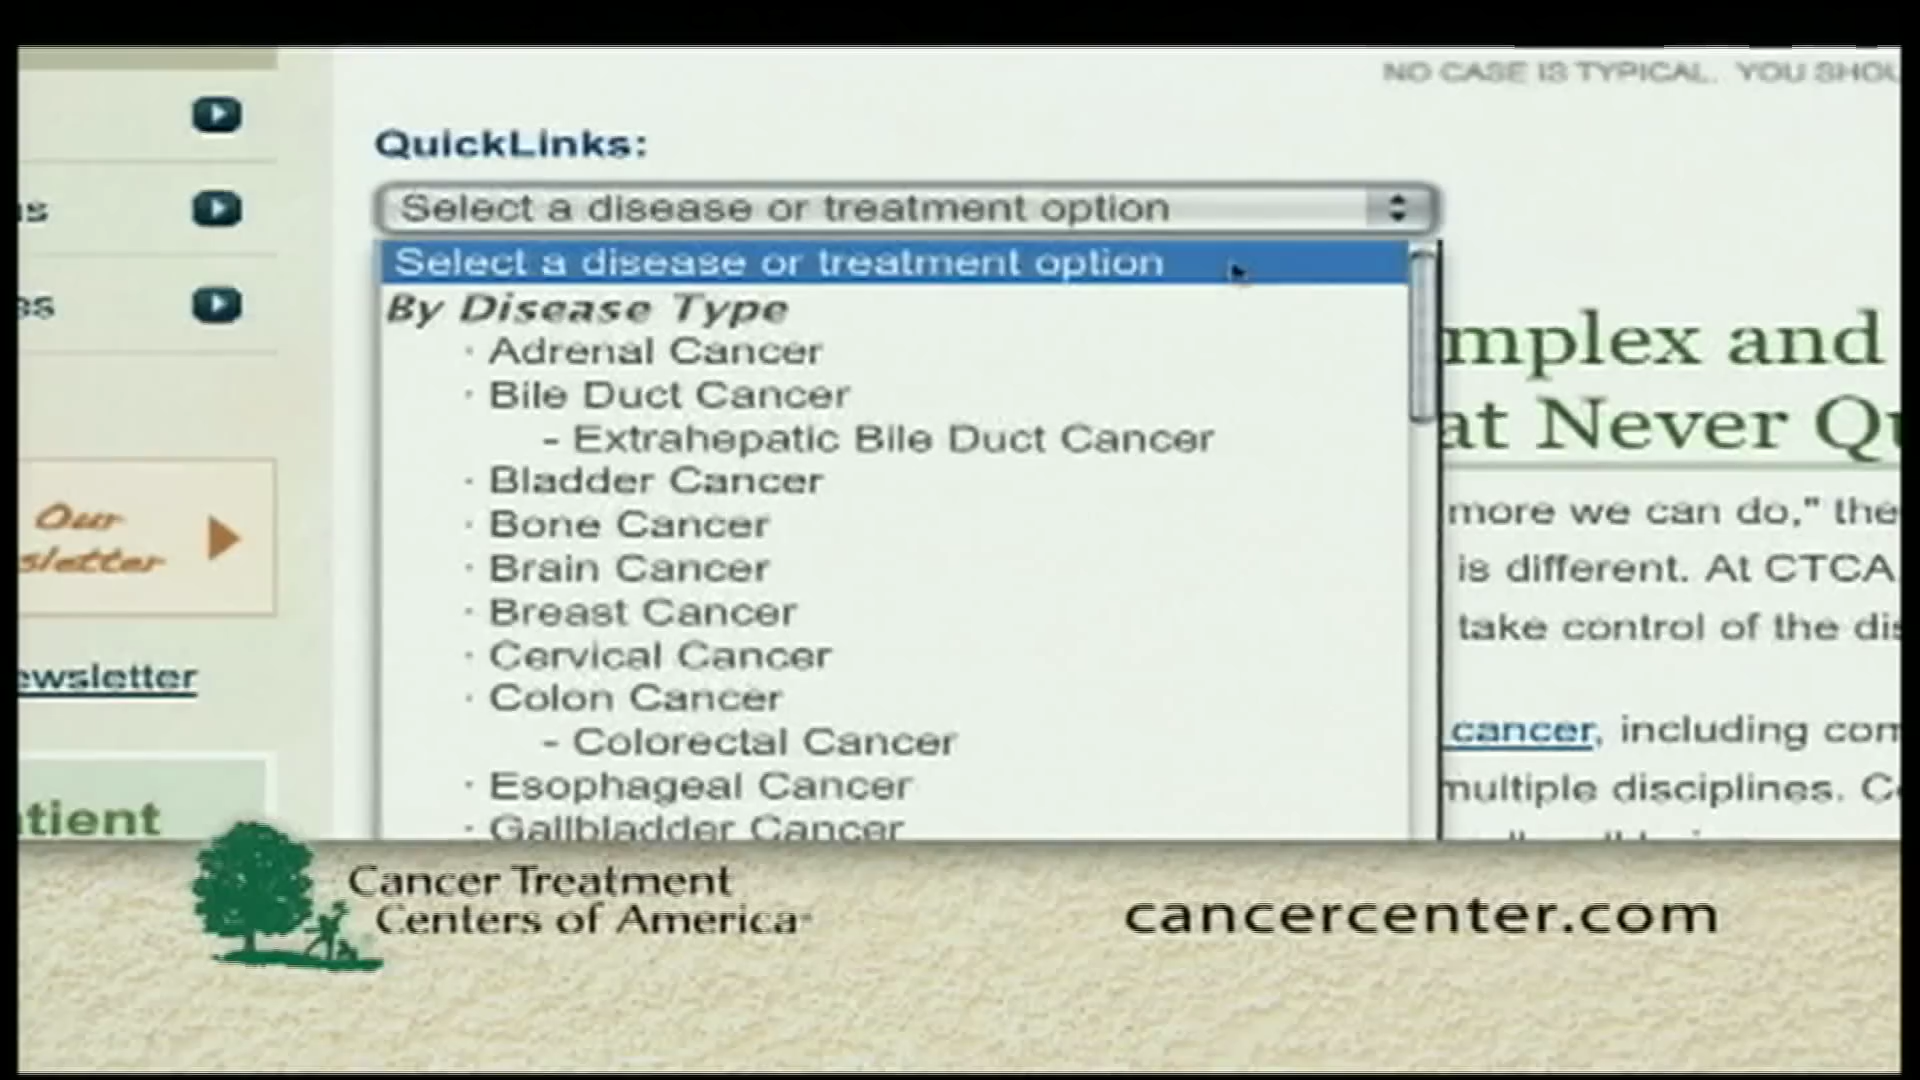 NO CASE IS TYPICAL. YOU
QuickLinks:
Select a disease or treatment option
Select a disease or treatment option
By Disease Type
· Adrenal Cancer
· Bile Duct Cancer
- Extrahepatic Bile Duct Cancer
· Bladder Cancer
· Bone Cancer
· Brain Cancer
· Breast Cancer
· Cervical Cancer
· Colon Cancer
- Colorectal Cancer
· Esophageal Cancer
· Gallbladder Cancer
mplex and
at Never Qu
more we can do," the
is different. At CTCA
take control of the dis
cancer, including com
multiple disciplines. Co
Our
sletter
ewsletter
tient
Cancer Treatment
Centers of America
cancercenter.com